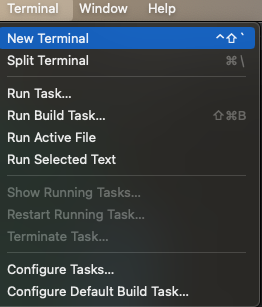 Terminal Window Help
New Terminal ⌃⇧`
Split Terminal ⌘\
Run Task...
Run Build Task... ⇧⌘B
Run Active File
Run Selected Text
Show Running Tasks...
Restart Running Task...
Terminate Task...
Configure Tasks...
Configure Default Build Task...